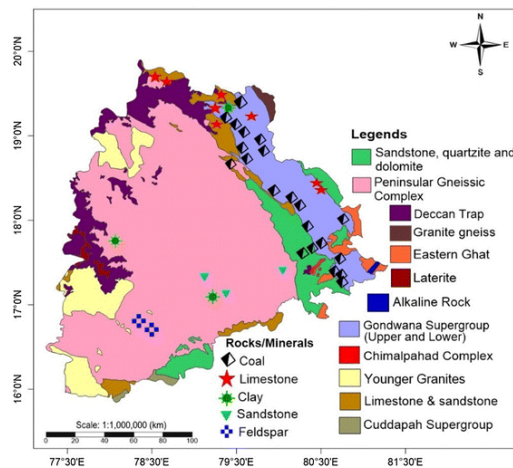 N
W E
S
20°0'N
19°0'N
18°0'N
17°0'N
16°0'N
Legends
Sandstone, quartzite and
dolomite
Peninsular Gneissic
Complex
Deccan Trap
Granite gneiss
Eastern Ghat
Laterite
Alkaline Rock
Gondwana Supergroup
(Upper and Lower)
Chimalpahad Complex
Younger Granites
Limestone & sandstone
Cuddapah Supergroup
Rocks/Minerals
Coal
Limestone
Clay
Sandstone
Feldspar
Scale: 1:1,000,000 (km)
0 20 40 60 80 100
77°30'E 78°30'E 79°30'E 80°30'E 81°30'E